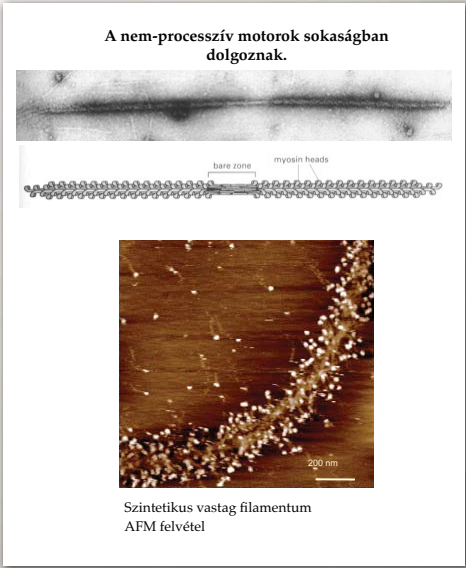 A nem-processzív motorok sokaságban
dolgoznak.
bare zone
myosin heads
200 nm
Szintetikus vastag filamentum
AFM felvétel